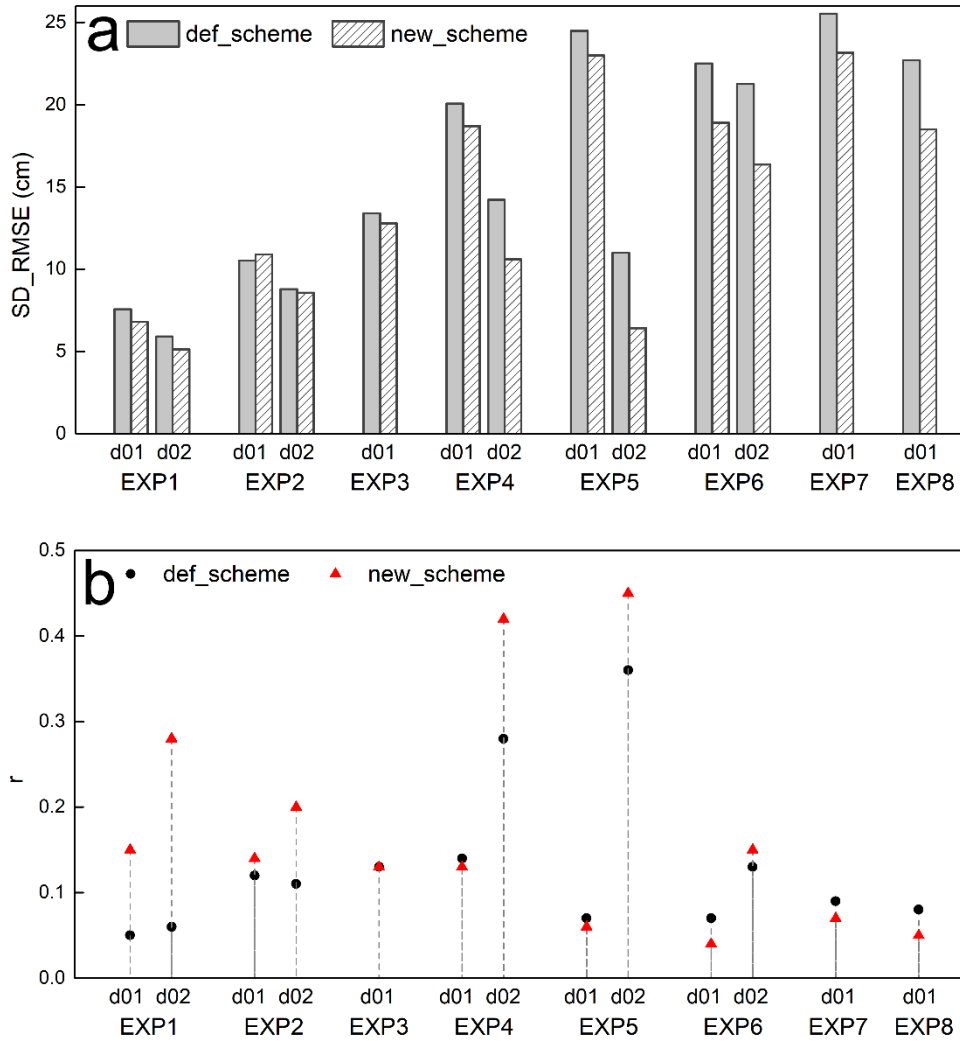 a def_scheme new_scheme
25
20
15
10
5
0
SD_RMSE (cm)
d01 d02 d01 d02 d01 d01 d02 d01 d02 d01 d02 d01 d01
EXP1 EXP2 EXP3 EXP4 EXP5 EXP6 EXP7 EXP8
b def_scheme new_scheme
0.5
0.4
0.3
0.2
0.1
0.0
r
d01 d02 d01 d02 d01 d01 d02 d01 d02 d01 d02 d01 d01
EXP1 EXP2 EXP3 EXP4 EXP5 EXP6 EXP7 EXP8